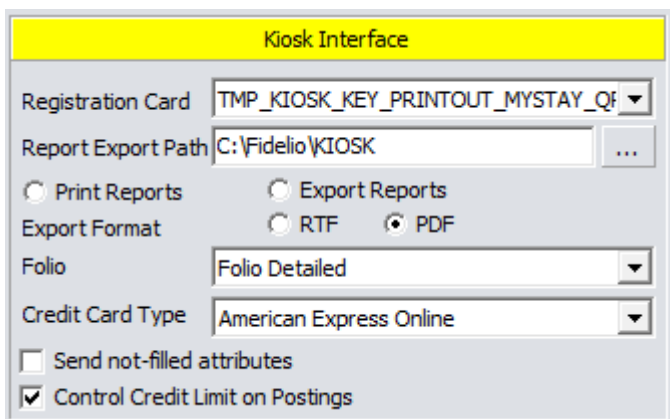 Kiosk Interface
Registration Card TMP_KIOSK_KEY_PRINTOUT_MYSTAY_QF
Report Export Path C:\Fidelio\KIOSK ...
Print Reports Export Reports
Export Format RTF PDF
Folio Folio Detailed
Credit Card Type American Express Online
Send not-filled attributes
Control Credit Limit on Postings